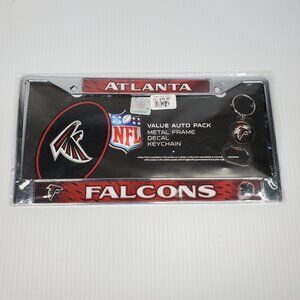 ATLANTA
NFL
VALUE AUTO PACK
METAL FRAME
DECAL
KEYCHAIN
FALCONS